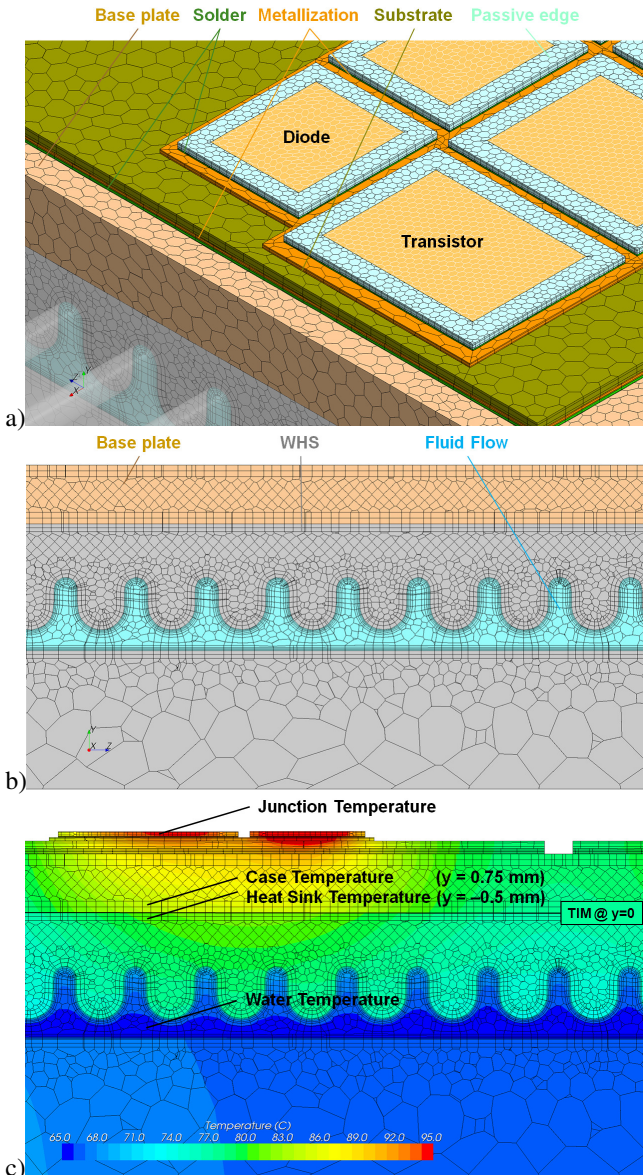 Base plate Solder Metallization Substrate Passive edge
Diode
Transistor
Z Y
X
a)
Base plate WHS Fluid Flow
Y
X Z
b)
Junction Temperature
Case Temperature (y = 0.75 mm)
Heat Sink Temperature (y = –0.5 mm)
TIM @ y=0
Water Temperature
Temperature (C)
65.0 68.0 71.0 74.0 77.0 80.0 83.0 86.0 89.0 92.0 95.0
c)